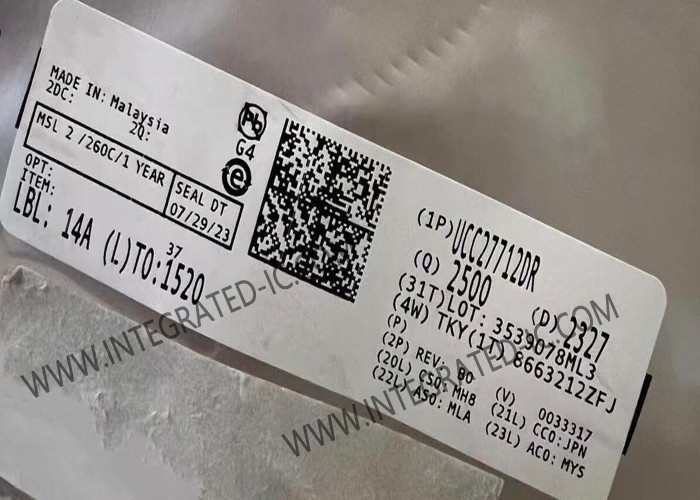 MADE IN: Malaysia
2DC: 2Q:
MSL 2 /260C/1 YEAR
SEAL DT
07/29/23
OPT:
ITEM:
LBL: 14A (L)TO:1520
37
Pb
G4
e
(1P)UCC27712DR
(Q) 2500 (D) 2327
(31T)LOT: 3539078ML3
(4W) TKY(1T) 8663212ZFJ
(P)
(2P) REV: B0 (V) 0033317
(20L) CSO: MH8 (21L) CCO:JPN
(22L) ASO: MLA (23L) ACO: MYS
WWW.INTEGRATED-IC.COM
WWW.INTEGRATED-IC.COM